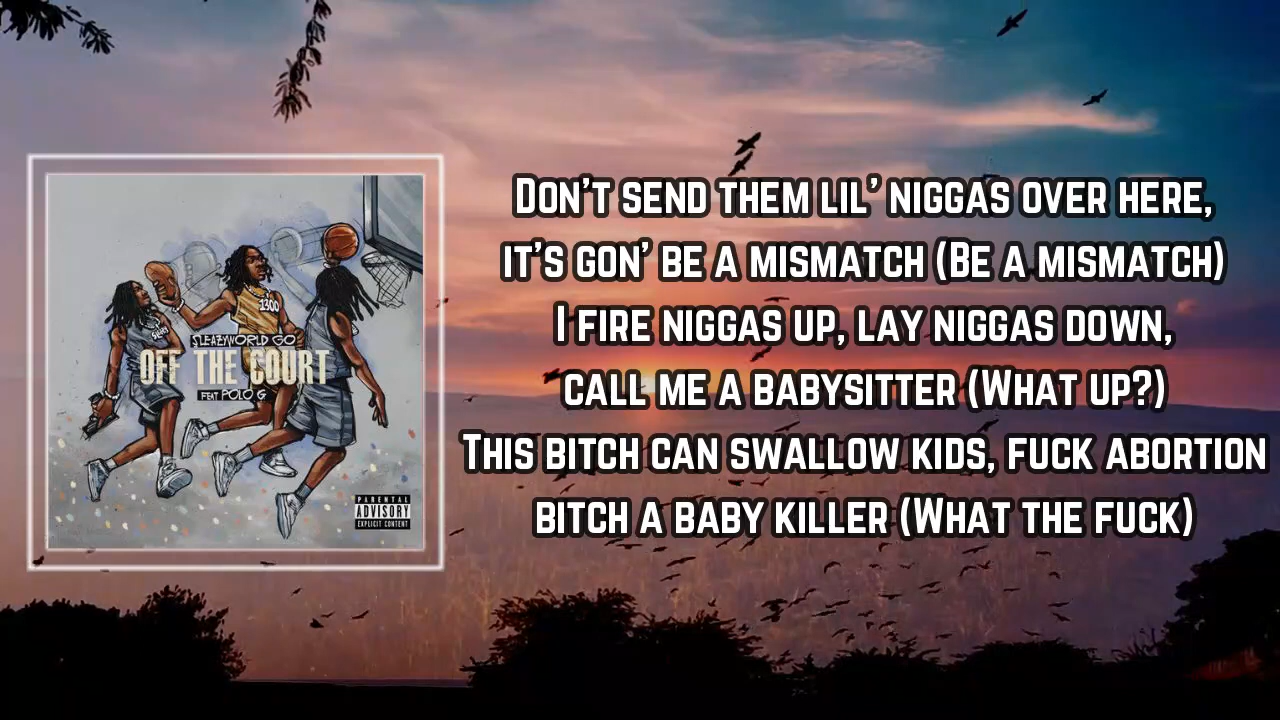 1300
SLEAZYWORLD GO
OFF THE COURT
FEAT POLO G
PARENTAL
ADVISORY
EXPLICIT CONTENT
DON'T SEND THEM LIL' NIGGAS OVER HERE,
IT'S GON' BE A MISMATCH (BE A MISMATCH)
I FIRE NIGGAS UP, LAY NIGGAS DOWN,
CALL ME A BABYSITTER (WHAT UP?)
THIS BITCH CAN SWALLOW KIDS, FUCK ABORTION
BITCH A BABY KILLER (WHAT THE FUCK)